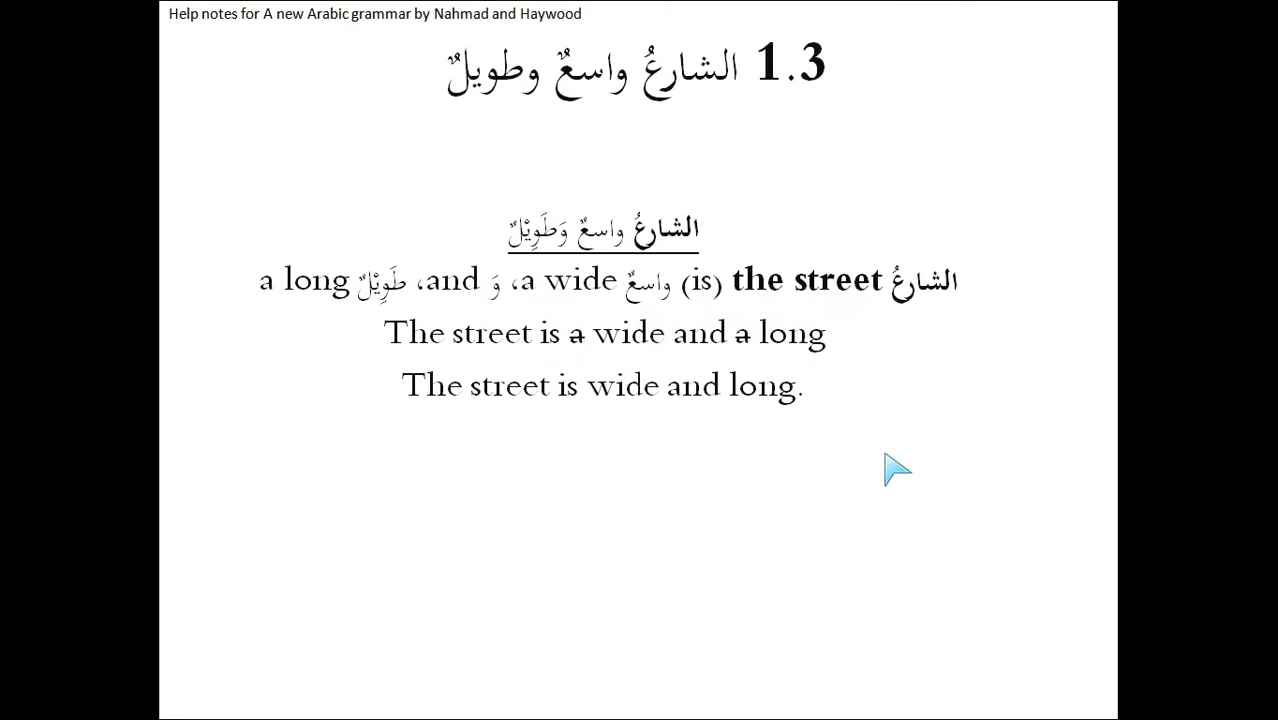 Help notes for A new Arabic grammar by Nahmad and Haywood
1.3 الشارعُ واسعٌ وطويلٌ
الشارعُ واسعٌ وَطَوِيْلٌ
الشارعُ the street (is) واسعٌ a wide، وَ and، طَوِيْلٌ a long
The street is a wide and a long
The street is wide and long.